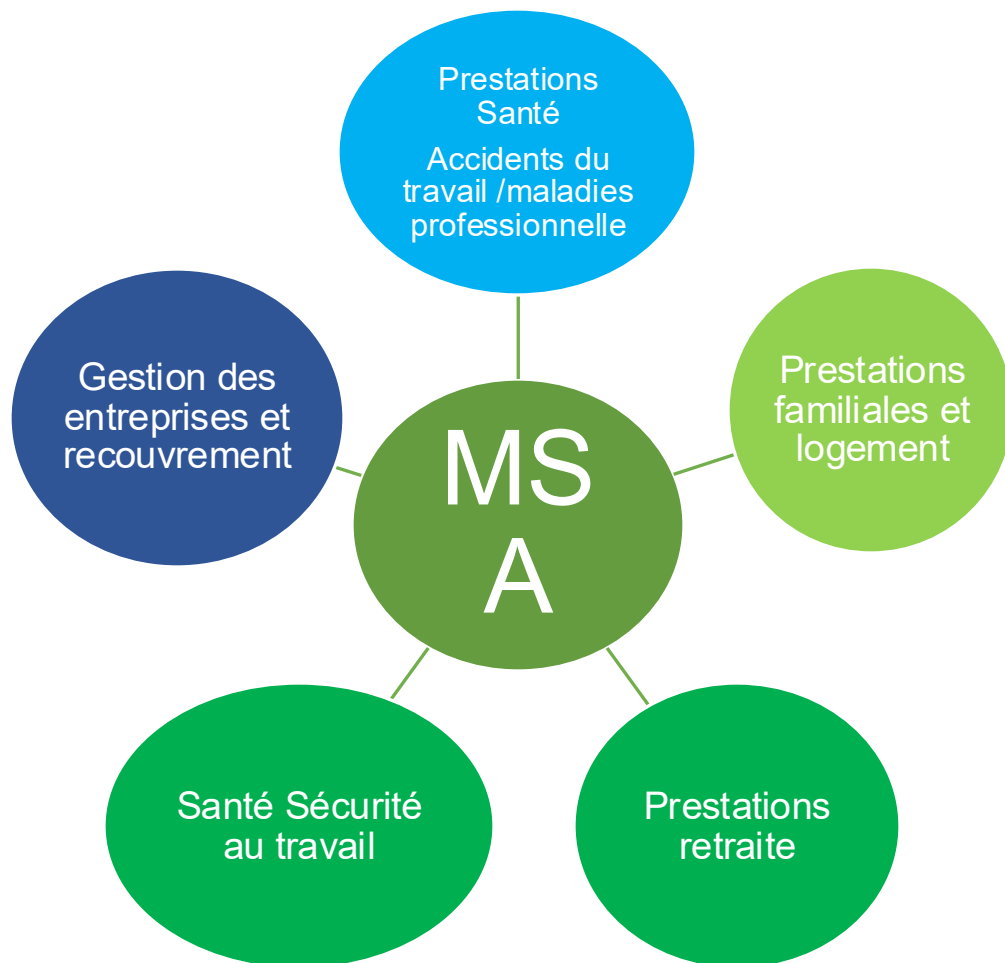 Prestations
Santé
Accidents du
travail /maladies
professionnelle
Gestion des
entreprises et
recouvrement
Prestations
familiales et
logement
MS
A
Santé Sécurité
au travail
Prestations
retraite